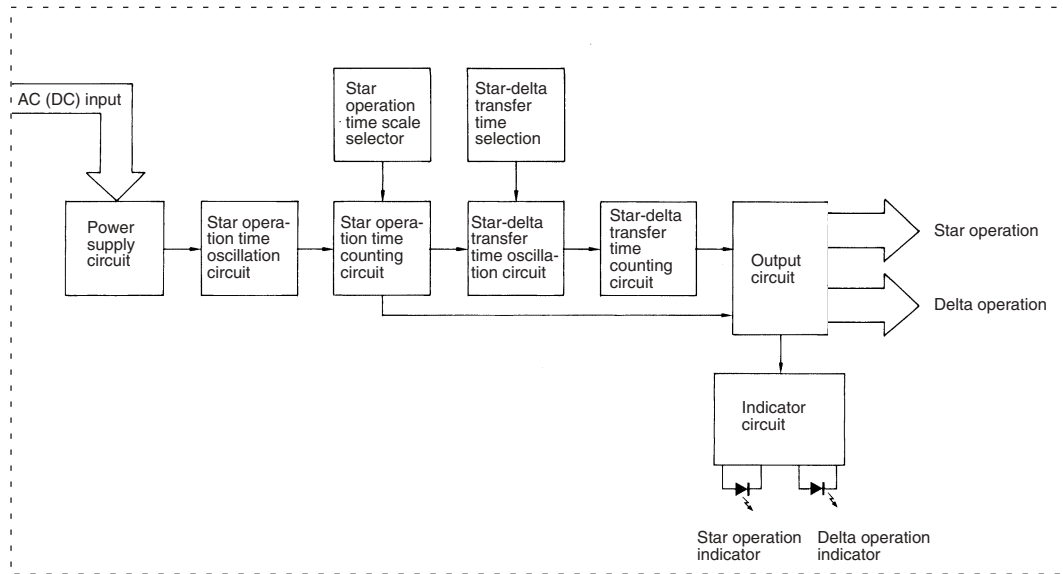 AC (DC) input
Star
operation
time scale
selector
Star-delta
transfer
time
selection
Power
supply
circuit
Star opera-
tion time
oscillation
circuit
Star opera-
tion time
counting
circuit
Star-delta
transfer
time oscilla-
tion circuit
Star-delta
transfer
time
counting
circuit
Output
circuit
Star operation
Delta operation
Indicator
circuit
Star operation
indicator
Delta operation
indicator